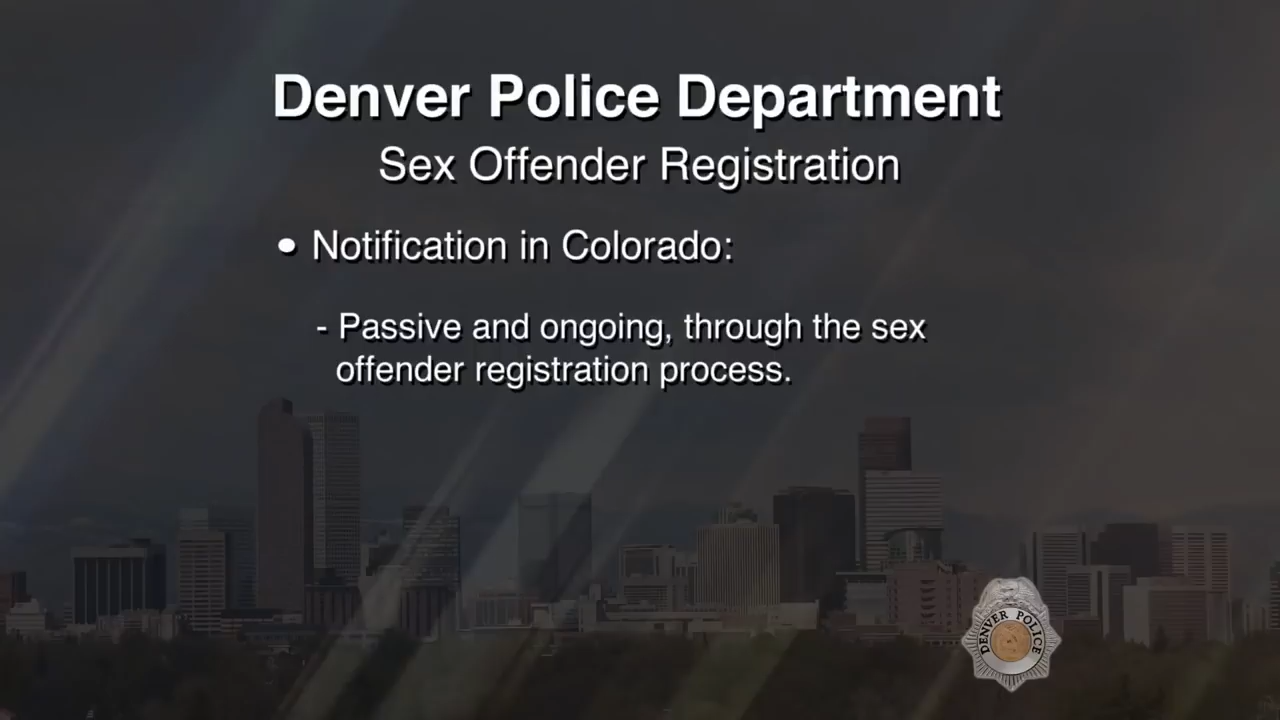 Denver Police Department
Sex Offender Registration
• Notification in Colorado:
- Passive and ongoing, through the sex
offender registration process.
DENVER POLICE